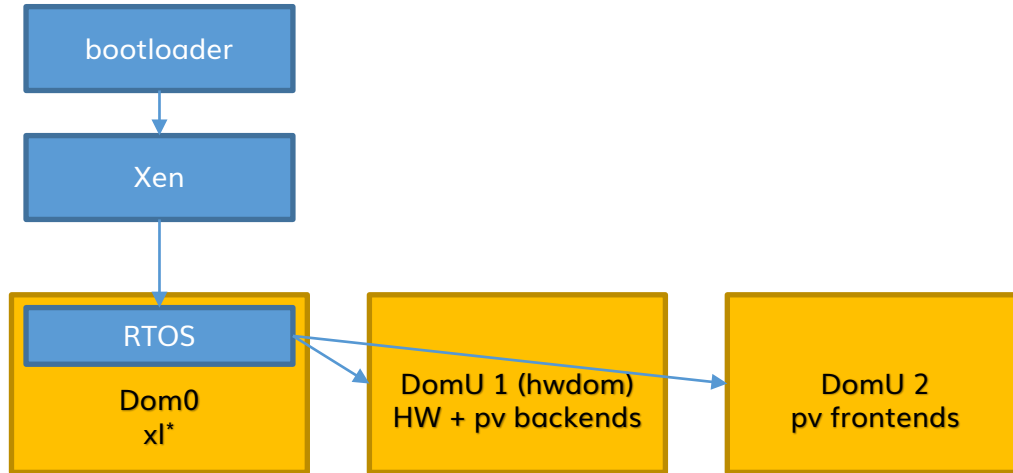 bootloader
Xen
RTOS
Dom0
xl*
DomU 1 (hwdom)
HW + pv backends
DomU 2
pv frontends